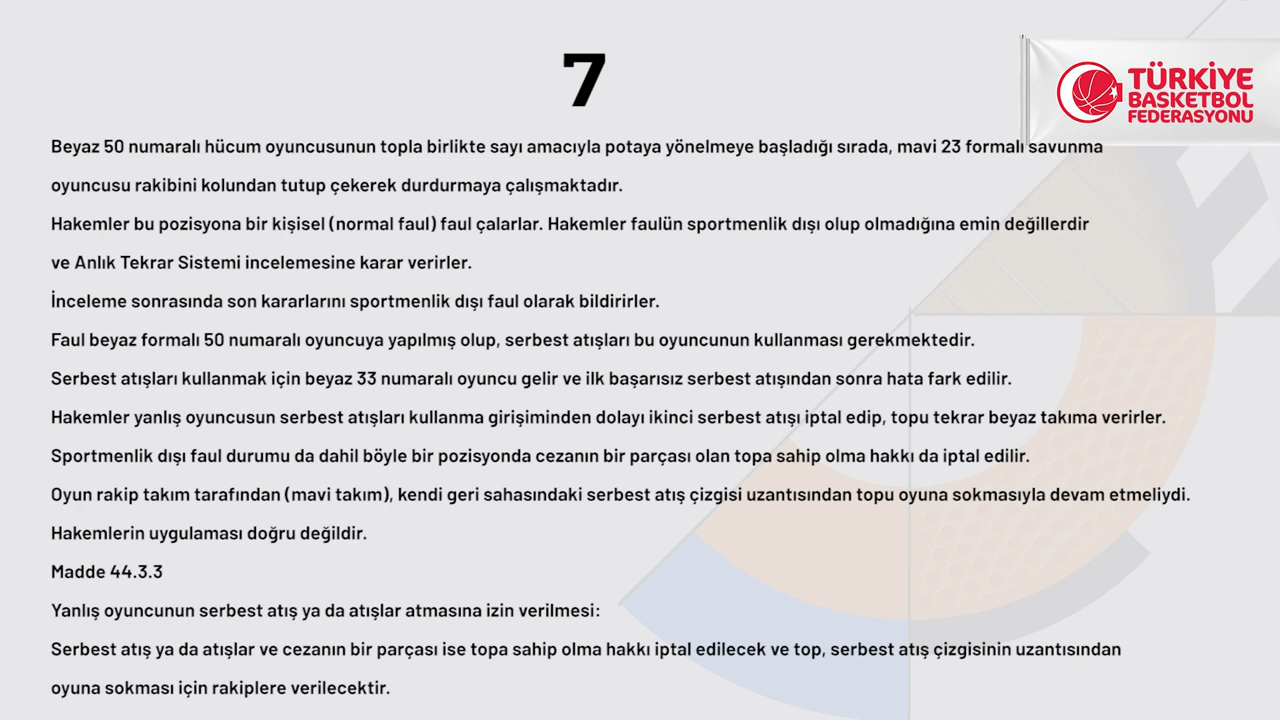 7
TÜRKİYE
BASKETBOL
FEDERASYONU
Beyaz 50 numaralı hücum oyuncusunun topla birlikte sayı amacıyla potaya yönelmeye başladığı sırada, mavi 23 formalı savunma
oyuncusu rakibini kolundan tutup çekerek durdurmaya çalışmaktadır.
Hakemler bu pozisyona bir kişisel (normal faul) faul çalarlar. Hakemler faulün sportmenlik dışı olup olmadığına emin değillerdir
ve Anlık Tekrar Sistemi incelemesine karar verirler.
İnceleme sonrasında son kararlarını sportmenlik dışı faul olarak bildirirler.
Faul beyaz formalı 50 numaralı oyuncuya yapılmış olup, serbest atışları bu oyuncunun kullanması gerekmektedir.
Serbest atışları kullanmak için beyaz 33 numaralı oyuncu gelir ve ilk başarısız serbest atışından sonra hata fark edilir.
Hakemler yanlış oyuncusun serbest atışları kullanma girişiminden dolayı ikinci serbest atışı iptal edip, topu tekrar beyaz takıma verirler.
Sportmenlik dışı faul durumu da dahil böyle bir pozisyonda cezanın bir parçası olan topa sahip olma hakkı da iptal edilir.
Oyun rakip takım tarafından (mavi takım), kendi geri sahasındaki serbest atış çizgisi uzantısından topu oyuna sokmasıyla devam etmeliydi.
Hakemlerin uygulaması doğru değildir.
Madde 44.3.3
Yanlış oyuncunun serbest atış ya da atışlar atmasına izin verilmesi:
Serbest atış ya da atışlar ve cezanın bir parçası ise topa sahip olma hakkı iptal edilecek ve top, serbest atış çizgisinin uzantısından
oyuna sokması için rakiplere verilecektir.